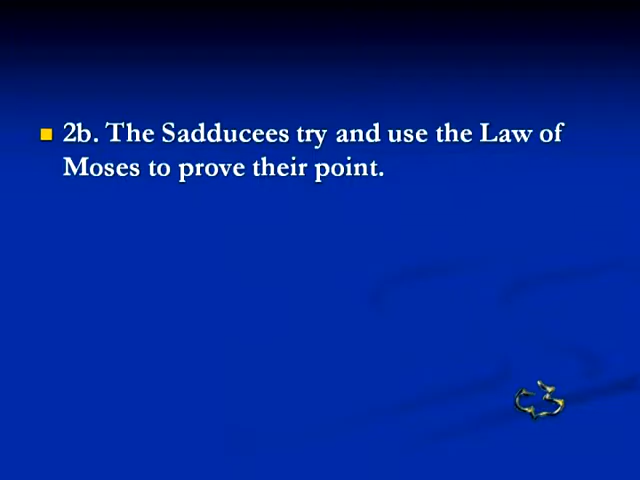 2b. The Sadducees try and use the Law of
Moses to prove their point.